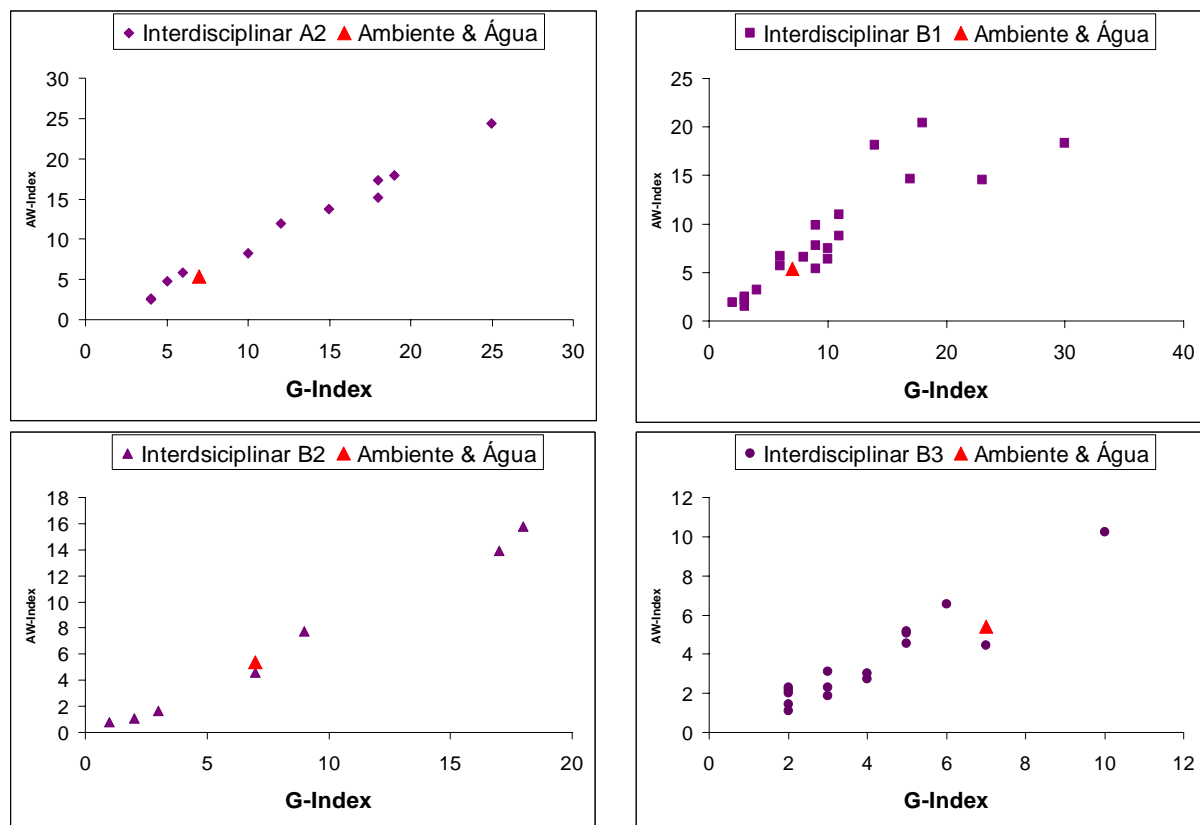 Interdisciplinar A2 Ambiente & Água
30
25
20
15
10
5
0
AW-Index
0 5 10 15 20 25 30
G-Index
Interdisciplinar B1 Ambiente & Água
25
20
15
10
5
0
AW-Index
0 10 20 30 40
G-Index
Interdsiciplinar B2 Ambiente & Água
18
16
14
12
10
8
6
4
2
0
AW-Index
0 5 10 15 20
G-Index
Interdisciplinar B3 Ambiente & Água
12
10
8
6
4
2
0
AW-Index
0 2 4 6 8 10 12
G-Index